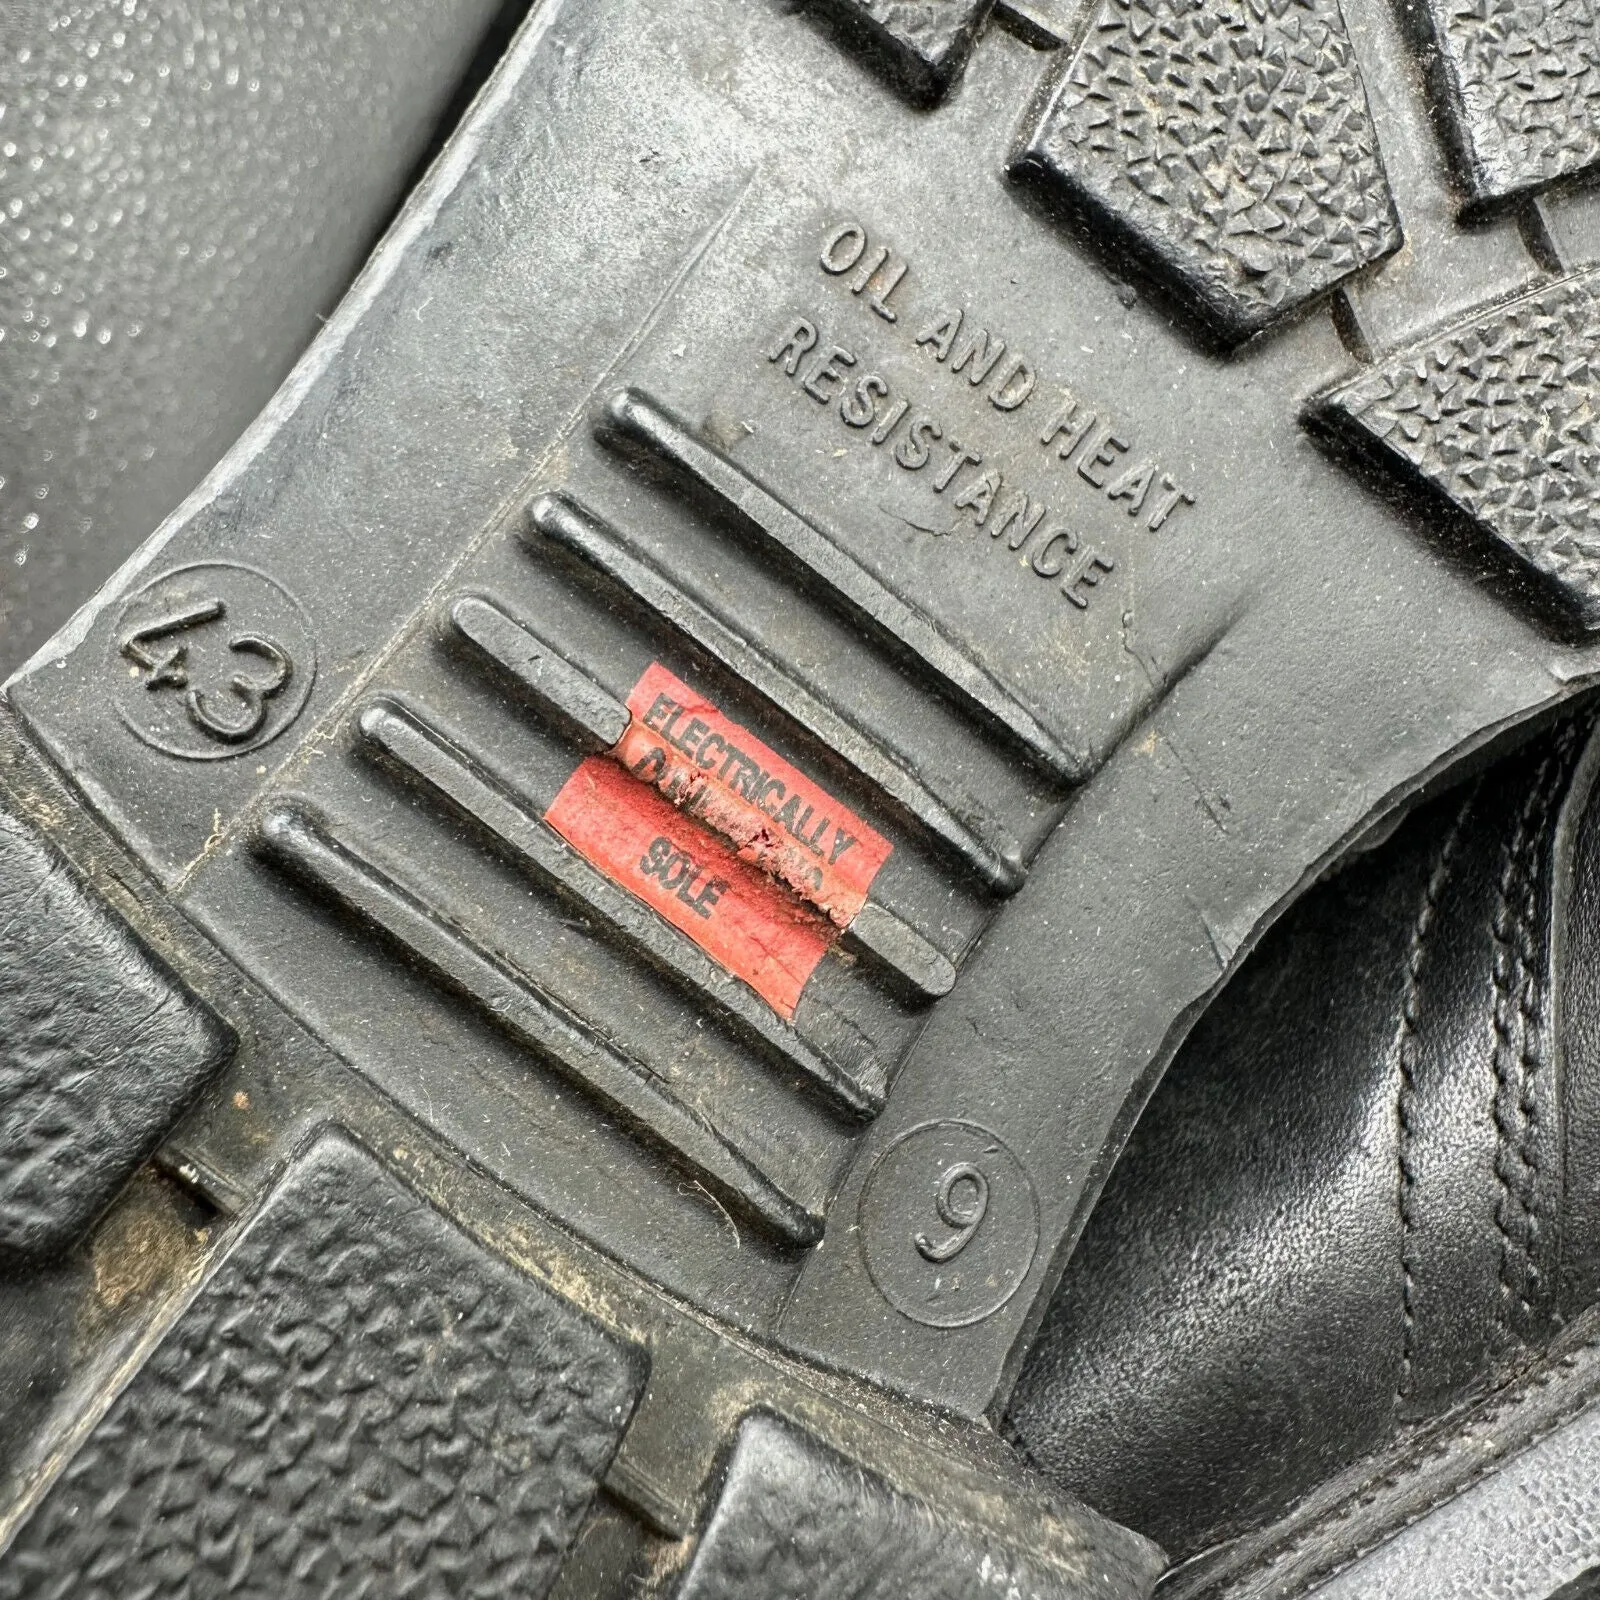 OIL AND HEAT
RESISTANCE
43
ELECTRICALLY
SOLE
9